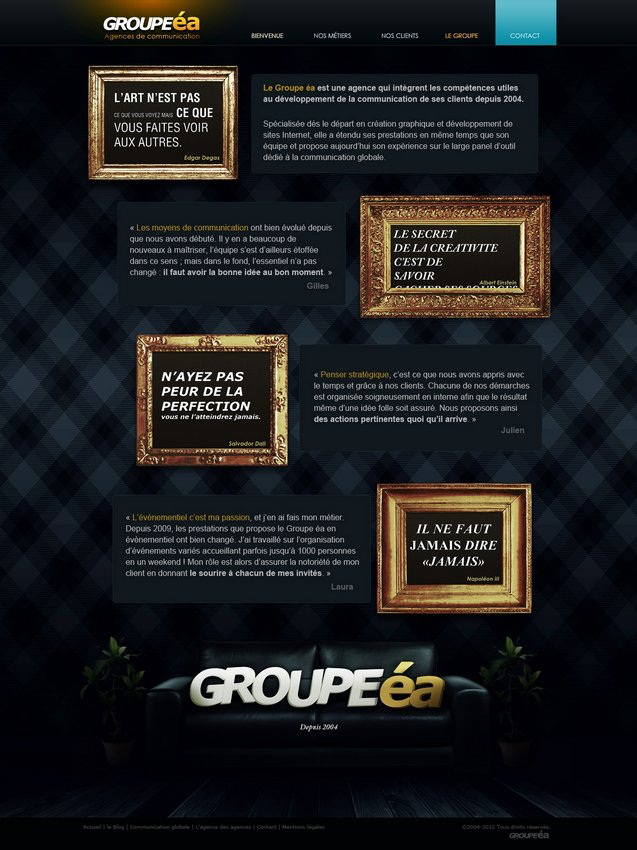 GROUPEéa
Agences de communication
BIENVENUE
NOS MÉTIERS
NOS CLIENTS
LE GROUPE
CONTACT
L'ART N'EST PAS
CE QUE VOUS VOYEZ MAIS CE QUE
VOUS FAITES VOIR
AUX AUTRES.
Edgar Degas
Le Groupe éa est une agence qui intègrent les compétences utiles
au développement de la communication de ses clients depuis 2004.
Spécialisée dès le départ en création graphique et développement de
sites Internet, elle a étendu ses prestations en même temps que son
équipe et propose aujourd'hui son expérience sur le large panel d'outil
dédié à la communication globale.
« Les moyens de communication ont bien évolué depuis
que nous avons débuté. Il y en a beaucoup de
nouveaux à maîtriser, l'équipe s'est d'ailleurs étoffée
dans ce sens ; mais dans le fond, l'essentiel n'a pas
changé : il faut avoir la bonne idée au bon moment. »
Gilles
LE SECRET
DE LA CREATIVITE
C'EST DE
SAVOIR
CACHER SES SOURCES
Albert Einstein
N'AYEZ PAS
PEUR DE LA
PERFECTION
vous ne l'atteindrez jamais.
Salvador Dalí
« Penser stratégique, c'est ce que nous avons appris avec
le temps et grâce à nos clients. Chacune de nos démarches
est organisée soigneusement en interne afin que le résultat
même d'une idée folle soit assuré. Nous proposons ainsi
des actions pertinentes quoi qu'il arrive. »
Julien
« L'événementiel c'est ma passion, et j'en ai fais mon métier.
Depuis 2009, les prestations que propose le Groupe éa en
évènementiel ont bien changé. J'ai travaillé sur l'organisation
d'événements variés accueillant parfois jusqu'à 1000 personnes
en un weekend ! Mon rôle est alors d'assurer la notoriété de mon
client en donnant le sourire à chacun de mes invités. »
Laura
IL NE FAUT
JAMAIS DIRE
«JAMAIS»
Napoléon III
GROUPEéa
Depuis 2004
Accueil | le Blog | Communication globale | L'agence des agences | Contact | Mentions légales
©2004-2012 Tous droits réservés.
GROUPEéa